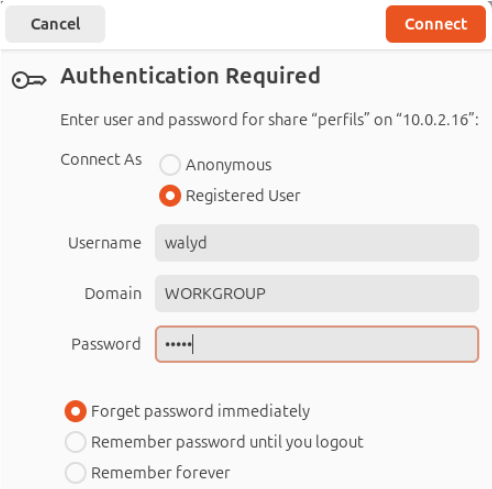 Cancel Connect
Authentication Required
Enter user and password for share “perfils” on “10.0.2.16”:
Connect As Anonymous
Registered User
Username walyd
Domain WORKGROUP
Password •••••
Forget password immediately
Remember password until you logout
Remember forever